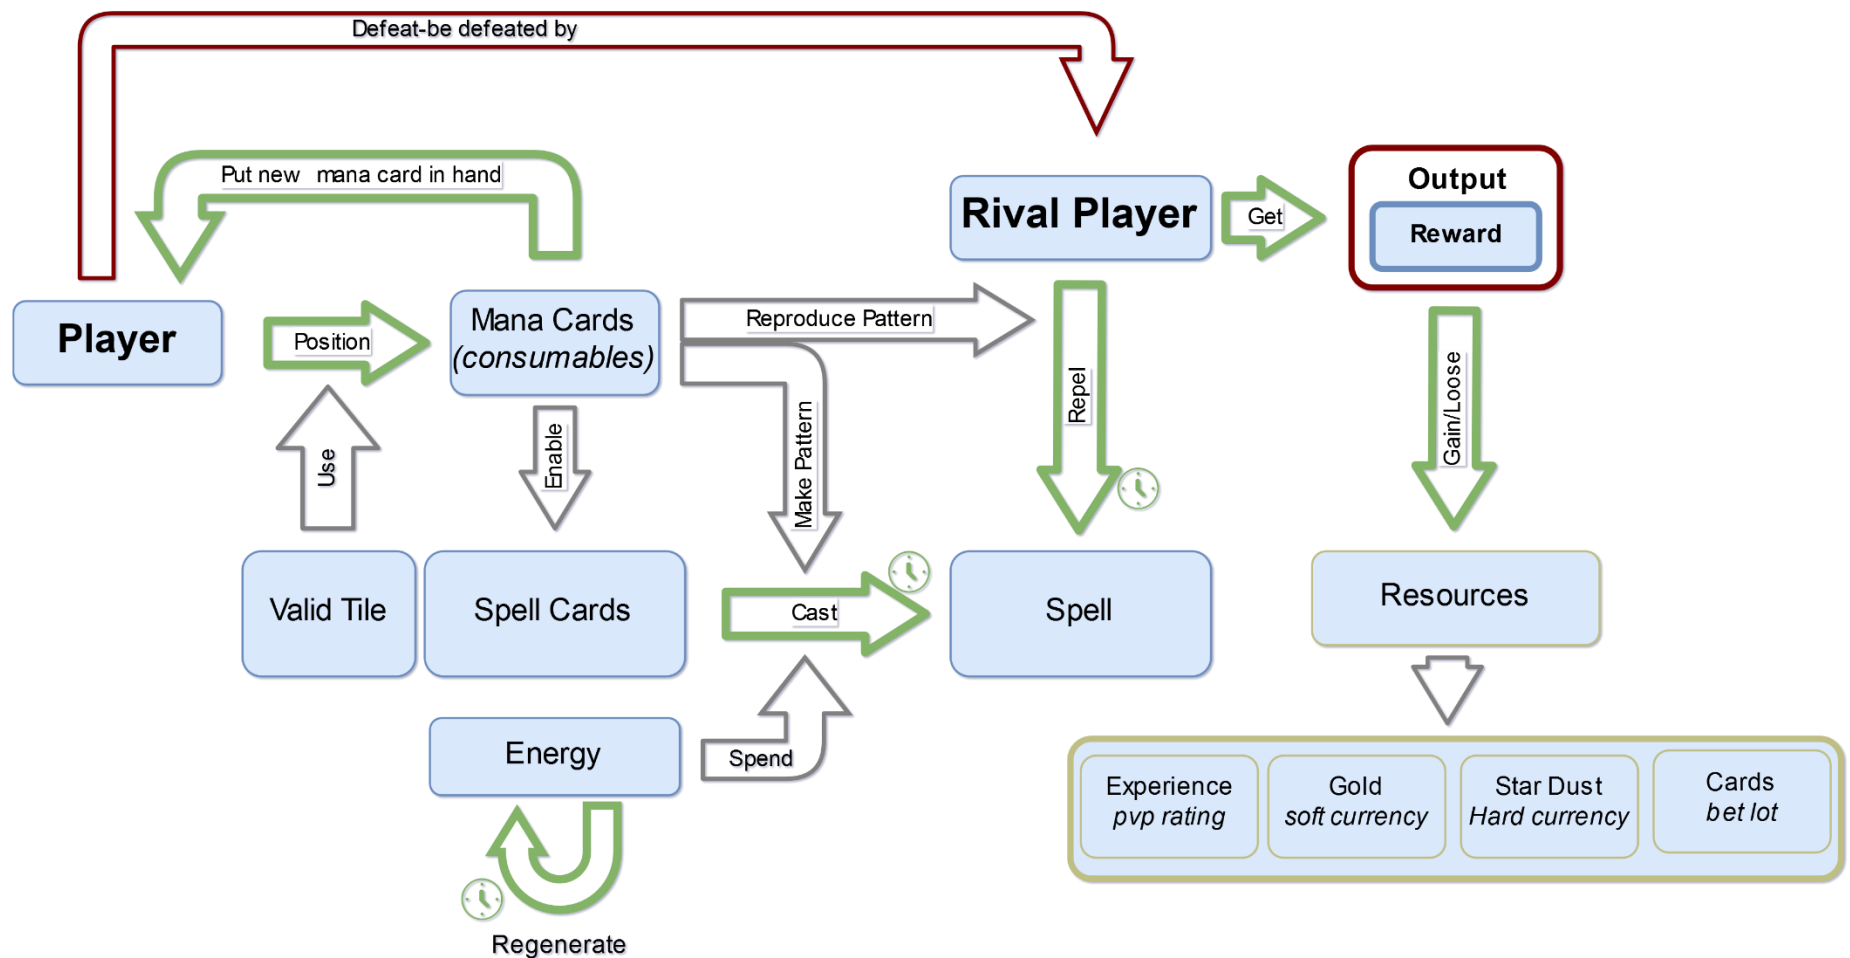 Defeat-be defeated by
Put new mana card in hand
Rival Player
Get
Output
Reward
Player
Position
Mana Cards
(consumables)
Reproduce Pattern
Repel
Gain/Loose
Use
Enable
Make Pattern
Valid Tile
Spell Cards
Cast
Spell
Resources
Energy
Spend
Experience
pvp rating
Gold
soft currency
Star Dust
Hard currency
Cards
bet lot
Regenerate